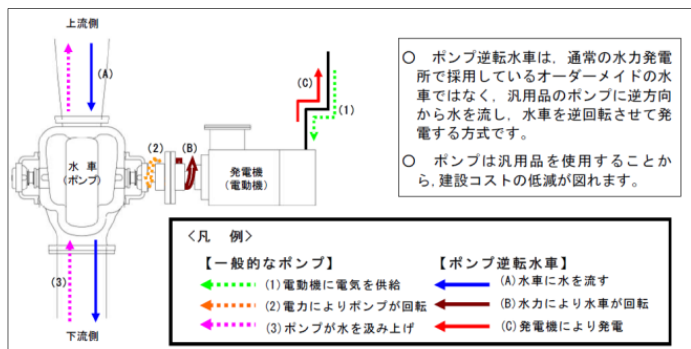 上流側
(A)
(C)
(1)
(2)
(B)
水 車
(ポンプ)
発電機
(電動機)
(3)
下流側
○ ポンプ逆転水車は，通常の水力発電
所で採用しているオーダーメイドの水
車ではなく，汎用品のポンプに逆方向
から水を流し，水車を逆回転させて発
電する方式です。
○ ポンプは汎用品を使用することか
ら，建設コストの低減が図れます。
<凡 例>
【一般的なポンプ】
(1)電動機に電気を供給
(2)電力によりポンプが回転
(3)ポンプが水を汲み上げ
【ポンプ逆転水車】
(A)水車に水を流す
(B)水力により水車が回転
(C)発電機により発電